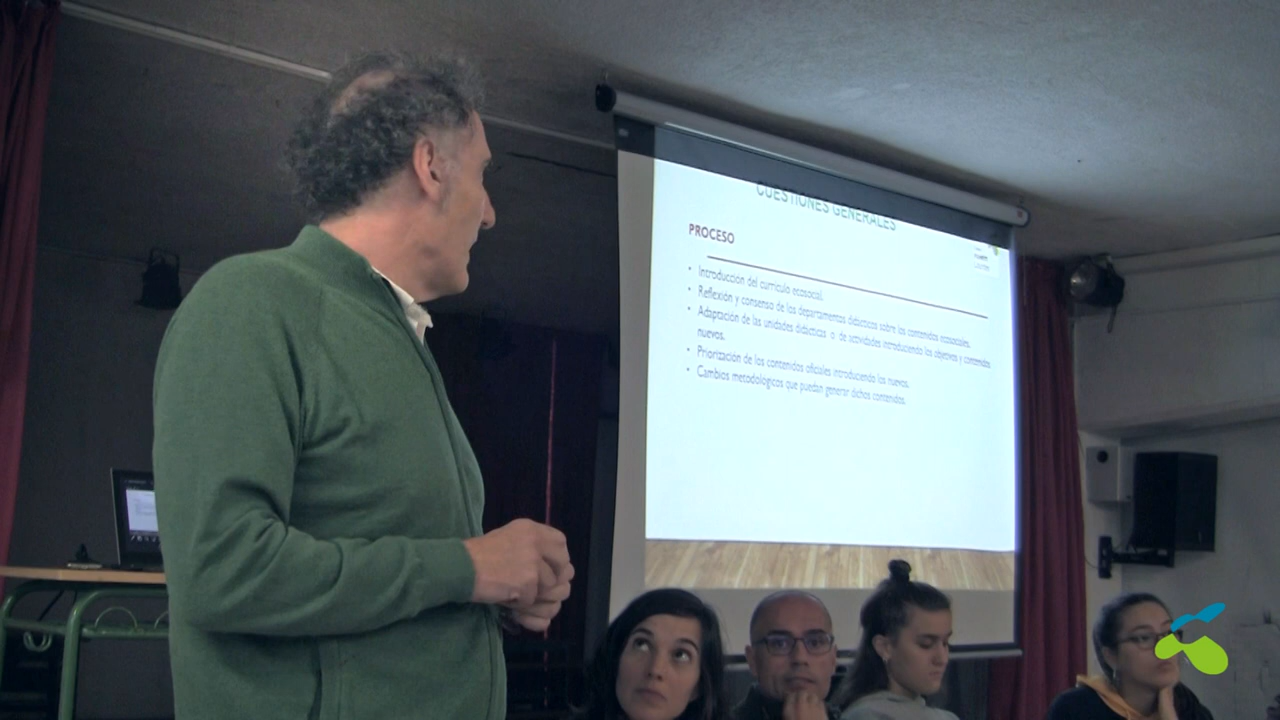 CUESTIONES GENERALES
PROCESO
• Introducción del currículo ecosocial.
• Reflexión y consenso de los departamentos didácticos sobre los contenidos ecosociales.
• Adaptación de las unidades didácticas o de actividades introduciendo los objetivos y contenidos
nuevos.
• Priorización de los contenidos oficiales introduciendo los nuevos.
• Cambios metodológicos que puedan generar dichos contenidos.